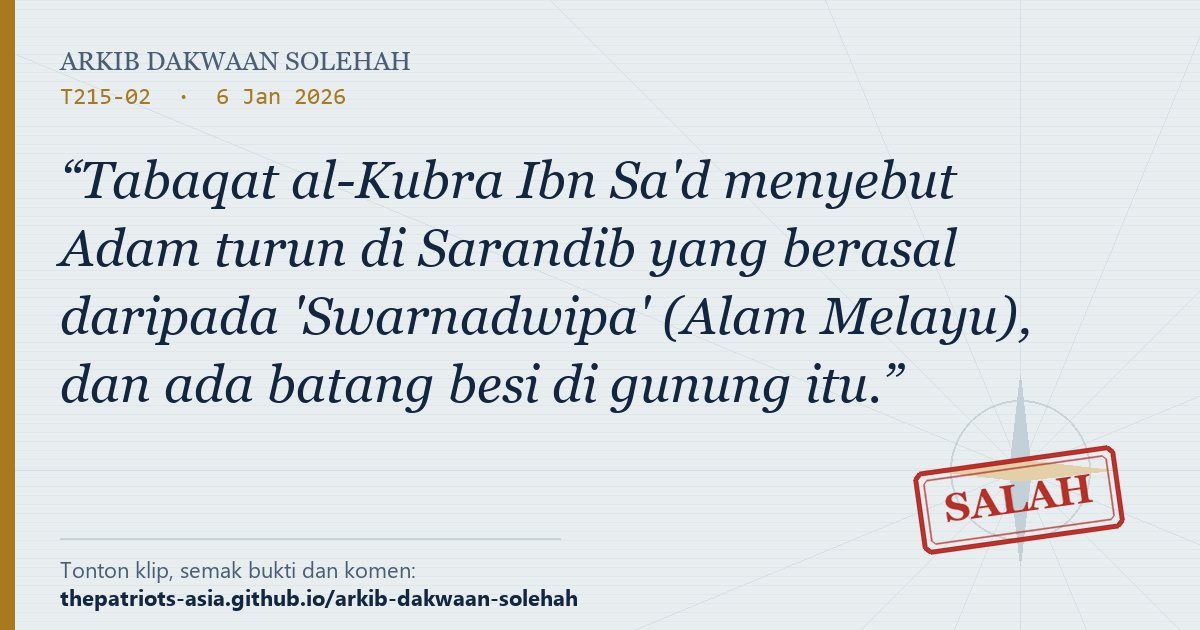 ARKIB DAKWAAN SOLEHAH
T215-02 · 6 Jan 2026
“Tabaqat al-Kubra Ibn Sa'd menyebut
Adam turun di Sarandib yang berasal
daripada 'Swarnadwipa' (Alam Melayu),
dan ada batang besi di gunung itu.”
SALAH
Tonton klip, semak bukti dan komen:
thepatriots-asia.github.io/arkib-dakwaan-solehah